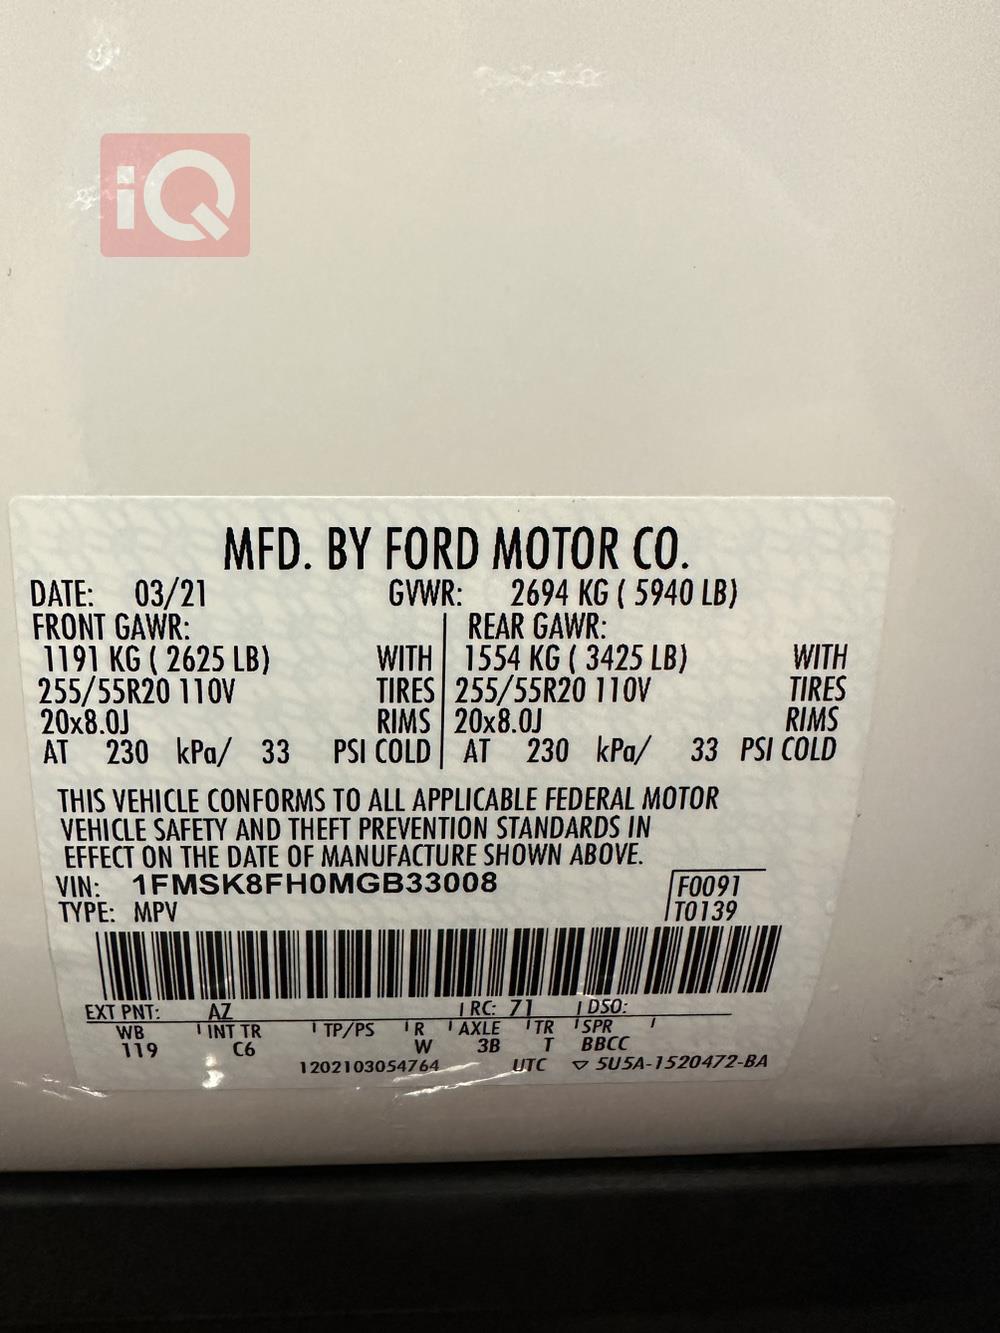 iQ
MFD. BY FORD MOTOR CO.
DATE: 03/21 GVWR: 2694 KG ( 5940 LB)
FRONT GAWR: REAR GAWR:
1191 KG ( 2625 LB) WITH 1554 KG ( 3425 LB) WITH
255/55R20 110V TIRES 255/55R20 110V TIRES
20x8.0J RIMS 20x8.0J RIMS
AT 230 kPa/ 33 PSI COLD AT 230 kPa/ 33 PSI COLD
THIS VEHICLE CONFORMS TO ALL APPLICABLE FEDERAL MOTOR
VEHICLE SAFETY AND THEFT PREVENTION STANDARDS IN
EFFECT ON THE DATE OF MANUFACTURE SHOWN ABOVE.
VIN: 1FMSK8FH0MGB33008 F0091
TYPE: MPV T0139
EXT PNT: AZ RC: 71 DSO:
WB INT TR TP/PS R AXLE TR SPR
119 C6 W 3B T BBCC
1202103054764 UTC ▽ 5U5A-1520472-BA